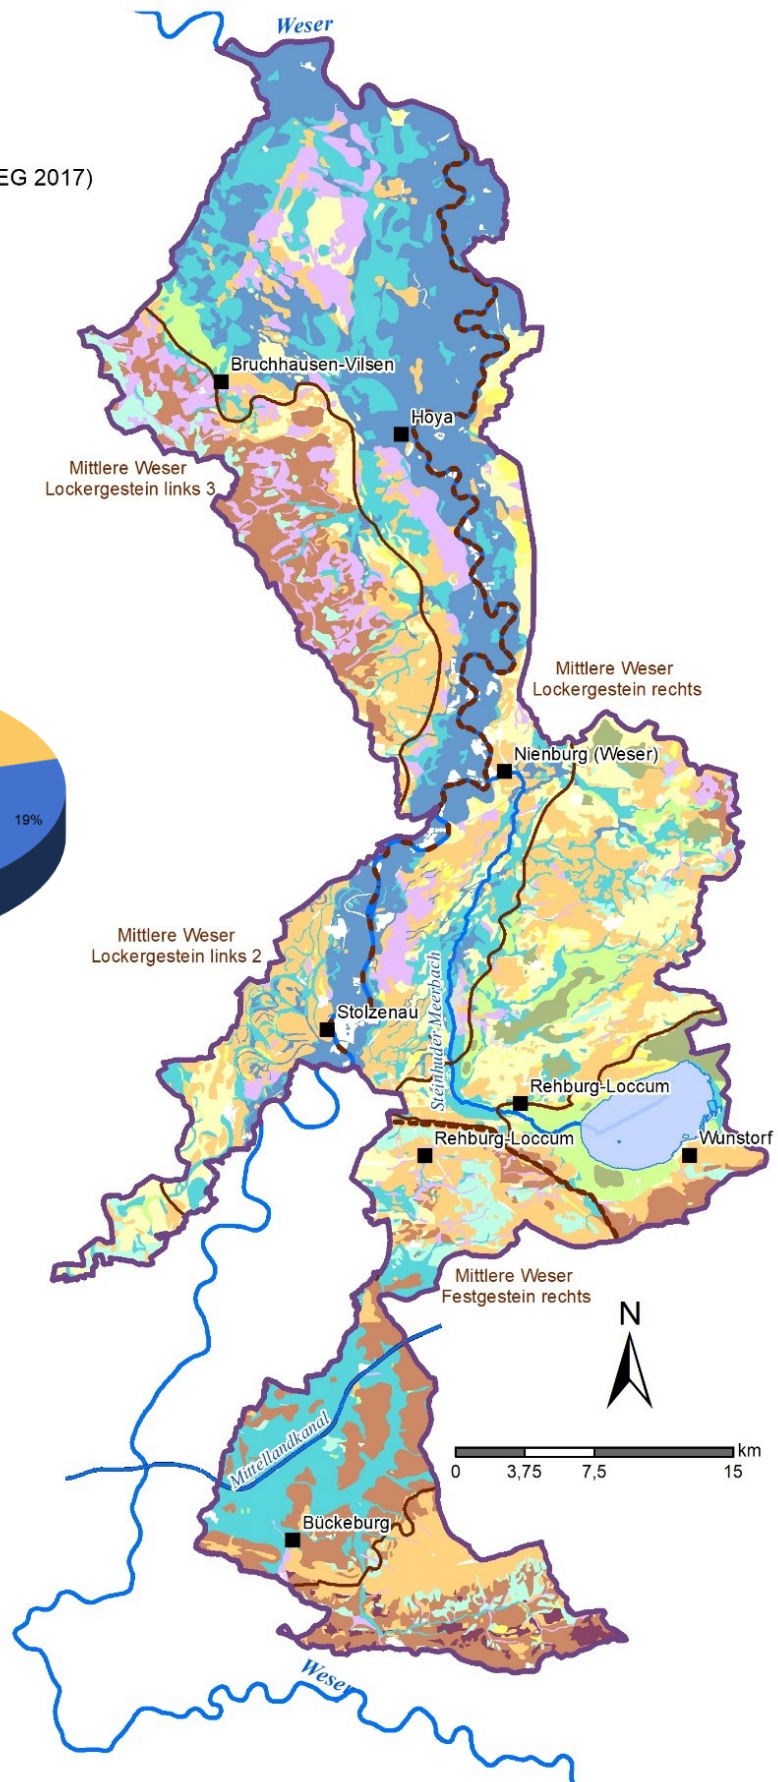 Weser
EG 2017)
Bruchhausen-Vilsen
Hoya
Mittlere Weser
Lockergestein links 3
Mittlere Weser
Lockergestein rechts
Nienburg (Weser)
19%
Mittlere Weser
Lockergestein links 2
Stolzenau
Steinhuder Meerbach
Rehburg-Loccum
Rehburg-Loccum
Wunstorf
Mittlere Weser
Festgestein rechts
N
km
0 3,75 7,5 15
Mittellandkanal
Bückeburg
Weser